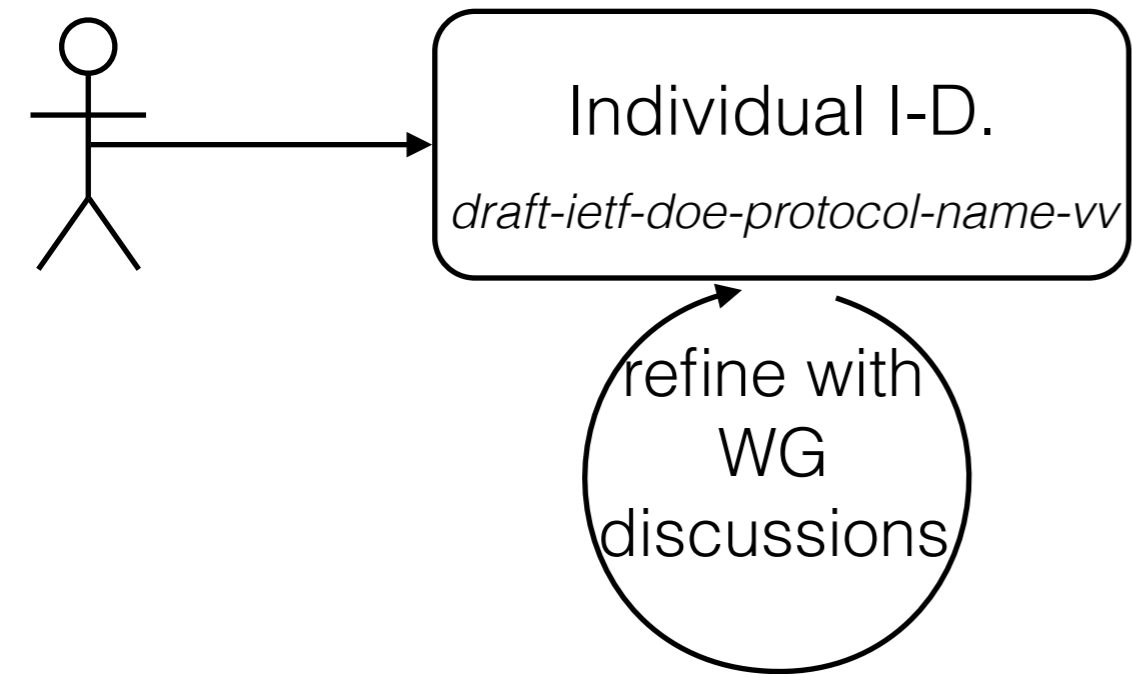 Individual I-D.
draft-ietf-doe-protocol-name-vv
refine with
WG
discussions